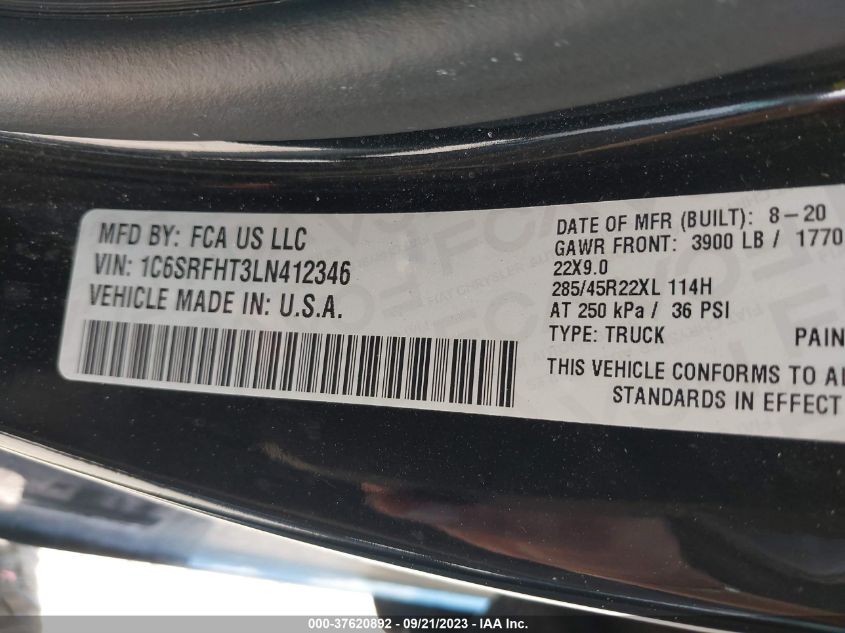 MFD BY: FCA US LLC
VIN: 1C6SRFHT3LN412346
VEHICLE MADE IN: U.S.A.
DATE OF MFR (BUILT): 8-20
GAWR FRONT: 3900 LB / 1770
22X9.0
285/45R22XL 114H
AT 250 kPa / 36 PSI
TYPE: TRUCK PAIN
THIS VEHICLE CONFORMS TO AL
STANDARDS IN EFFECT
000-37620892 - 09/21/2023 - IAA Inc.